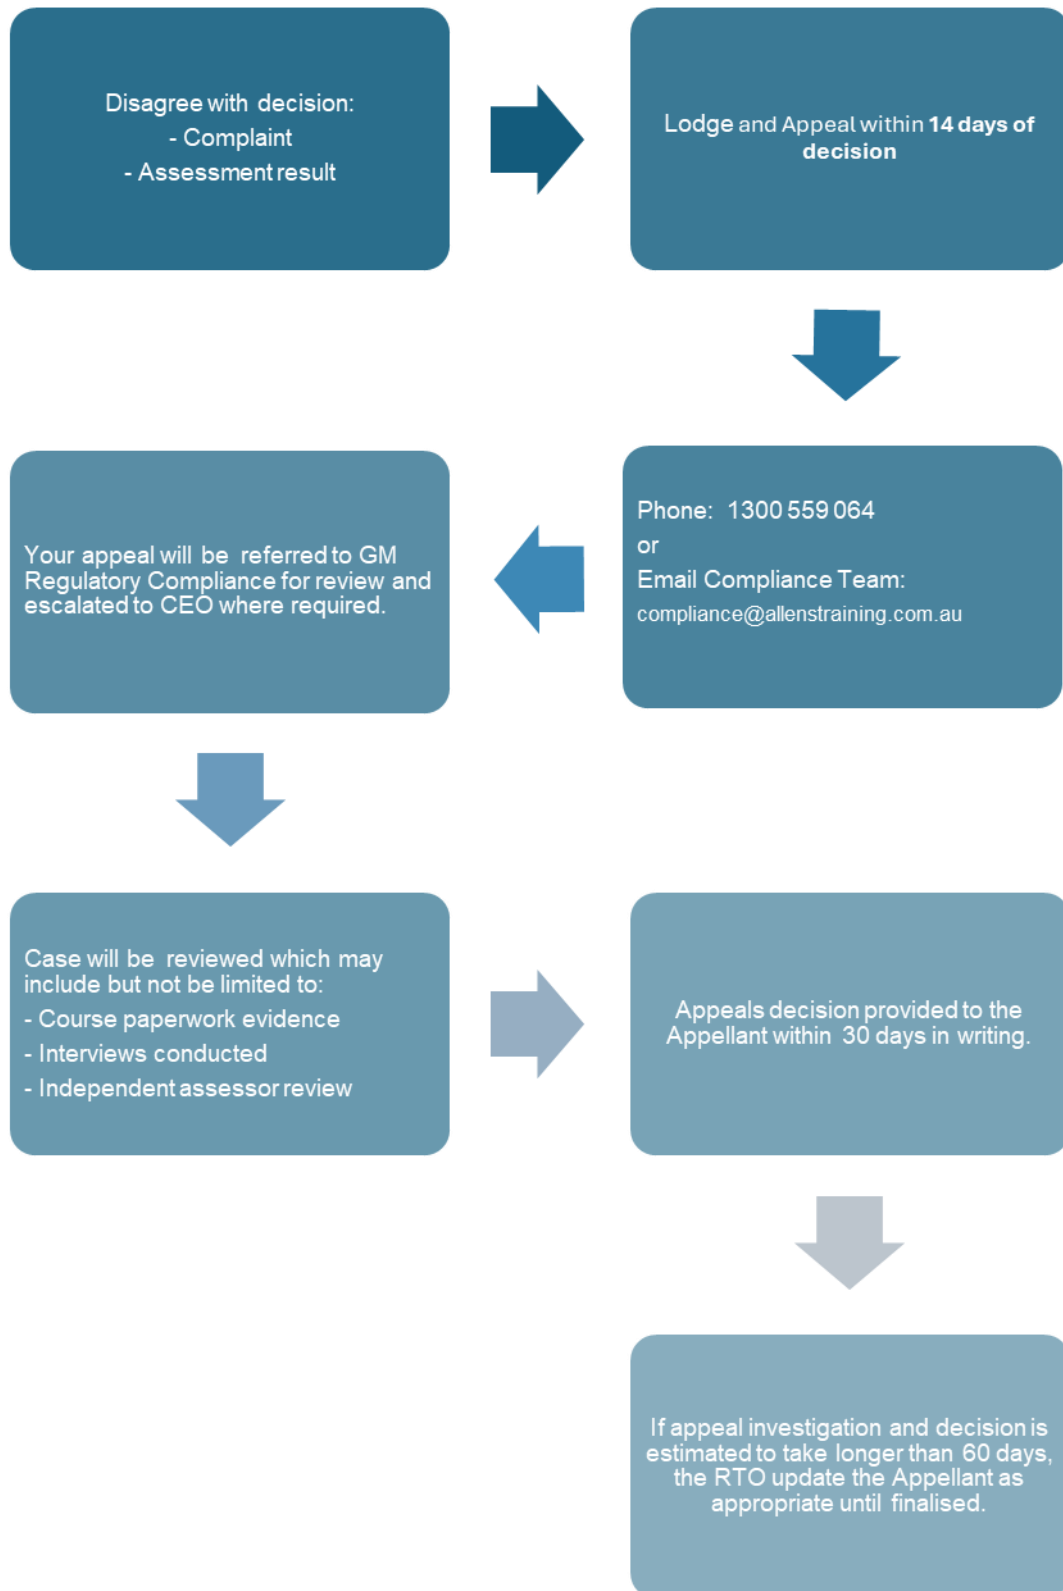 Disagree with decision:
- Complaint
- Assessment result
Lodge and Appeal within 14 days of
decision
Phone: 1300 559 064
or
Email Compliance Team:
compliance@allenstraining.com.au
Your appeal will be referred to GM
Regulatory Compliance for review and
escalated to CEO where required.
Case will be reviewed which may
include but not be limited to:
- Course paperwork evidence
- Interviews conducted
- Independent assessor review
Appeals decision provided to the
Appellant within 30 days in writing.
If appeal investigation and decision is
estimated to take longer than 60 days,
the RTO update the Appellant as
appropriate until finalised.